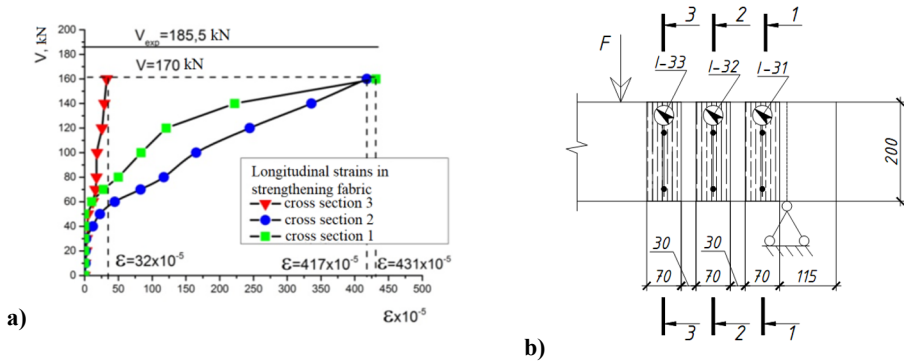 V, kN
200
180
160
140
120
100
80
60
40
20
0
V_exp=185,5 kN
V=170 kN
Longitudinal strains in
strengthening fabric
cross section 3
cross section 2
cross section 1
Ɛ=32x10⁻⁵
Ɛ=417x10⁻⁵
Ɛ=431x10⁻⁵
0 50 100 150 200 250 300 350 400 450 500
Ɛx10⁻⁵
a)
3 2 1
F
I-33 I-32 I-31
200
30 30
70 70 70 115
3 2 1
b)